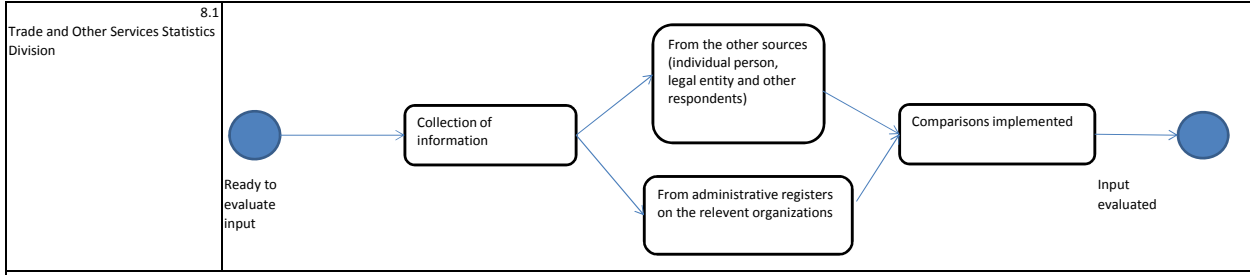 8.1
Trade and Other Services Statistics
Division
Ready to
evaluate
input
Collection of
information
From the other sources
(individual person,
legal entity and other
respondents)
From administrative registers
on the relevent organizations
Comparisons implemented
Input
evaluated